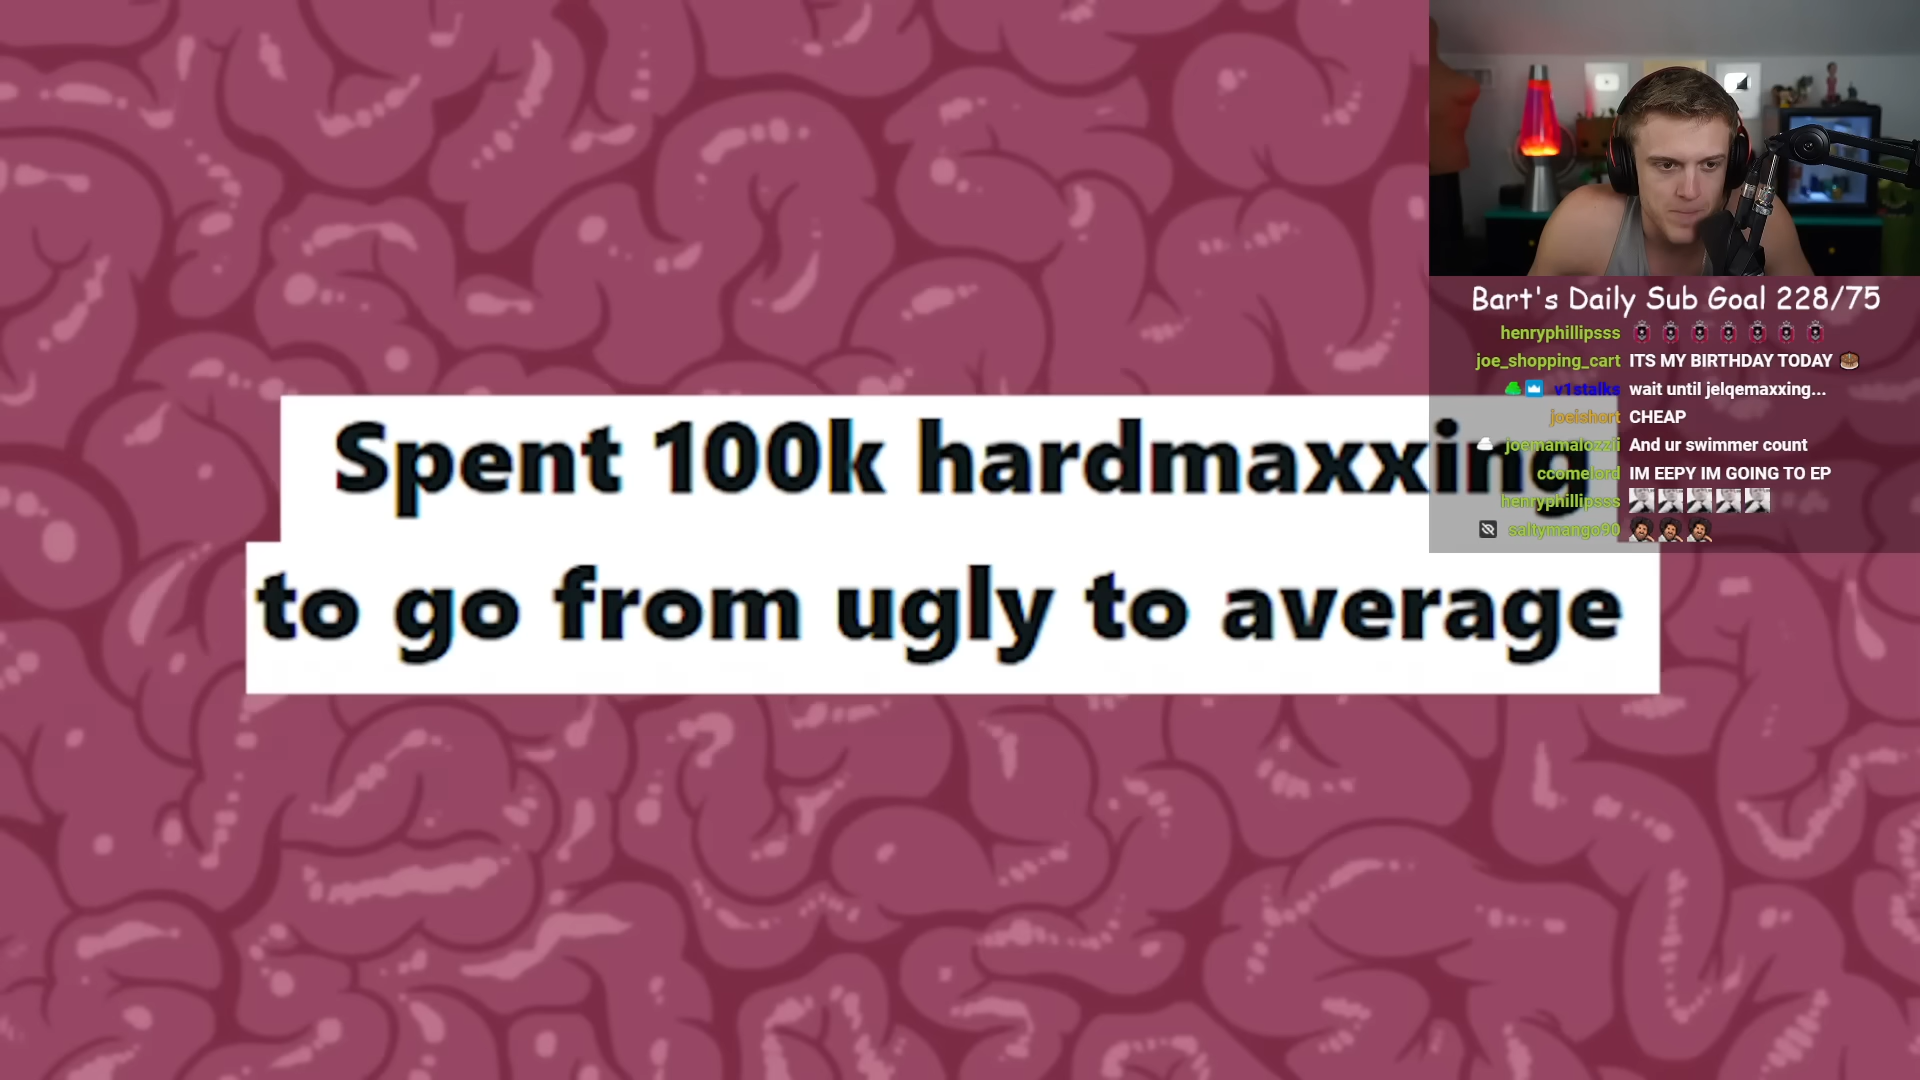 Spent 100k hardmaxxing
to go from ugly to average
Bart's Daily Sub Goal 228/75
henryphillipsss
joe_shopping_cart ITS MY BIRTHDAY TODAY
v1stalks wait until jelqemaxxing...
joeishort CHEAP
joemamalozzii And ur swimmer count
ccomelord IM EEPY IM GOING TO EP
henryphillipsss
saltymango90